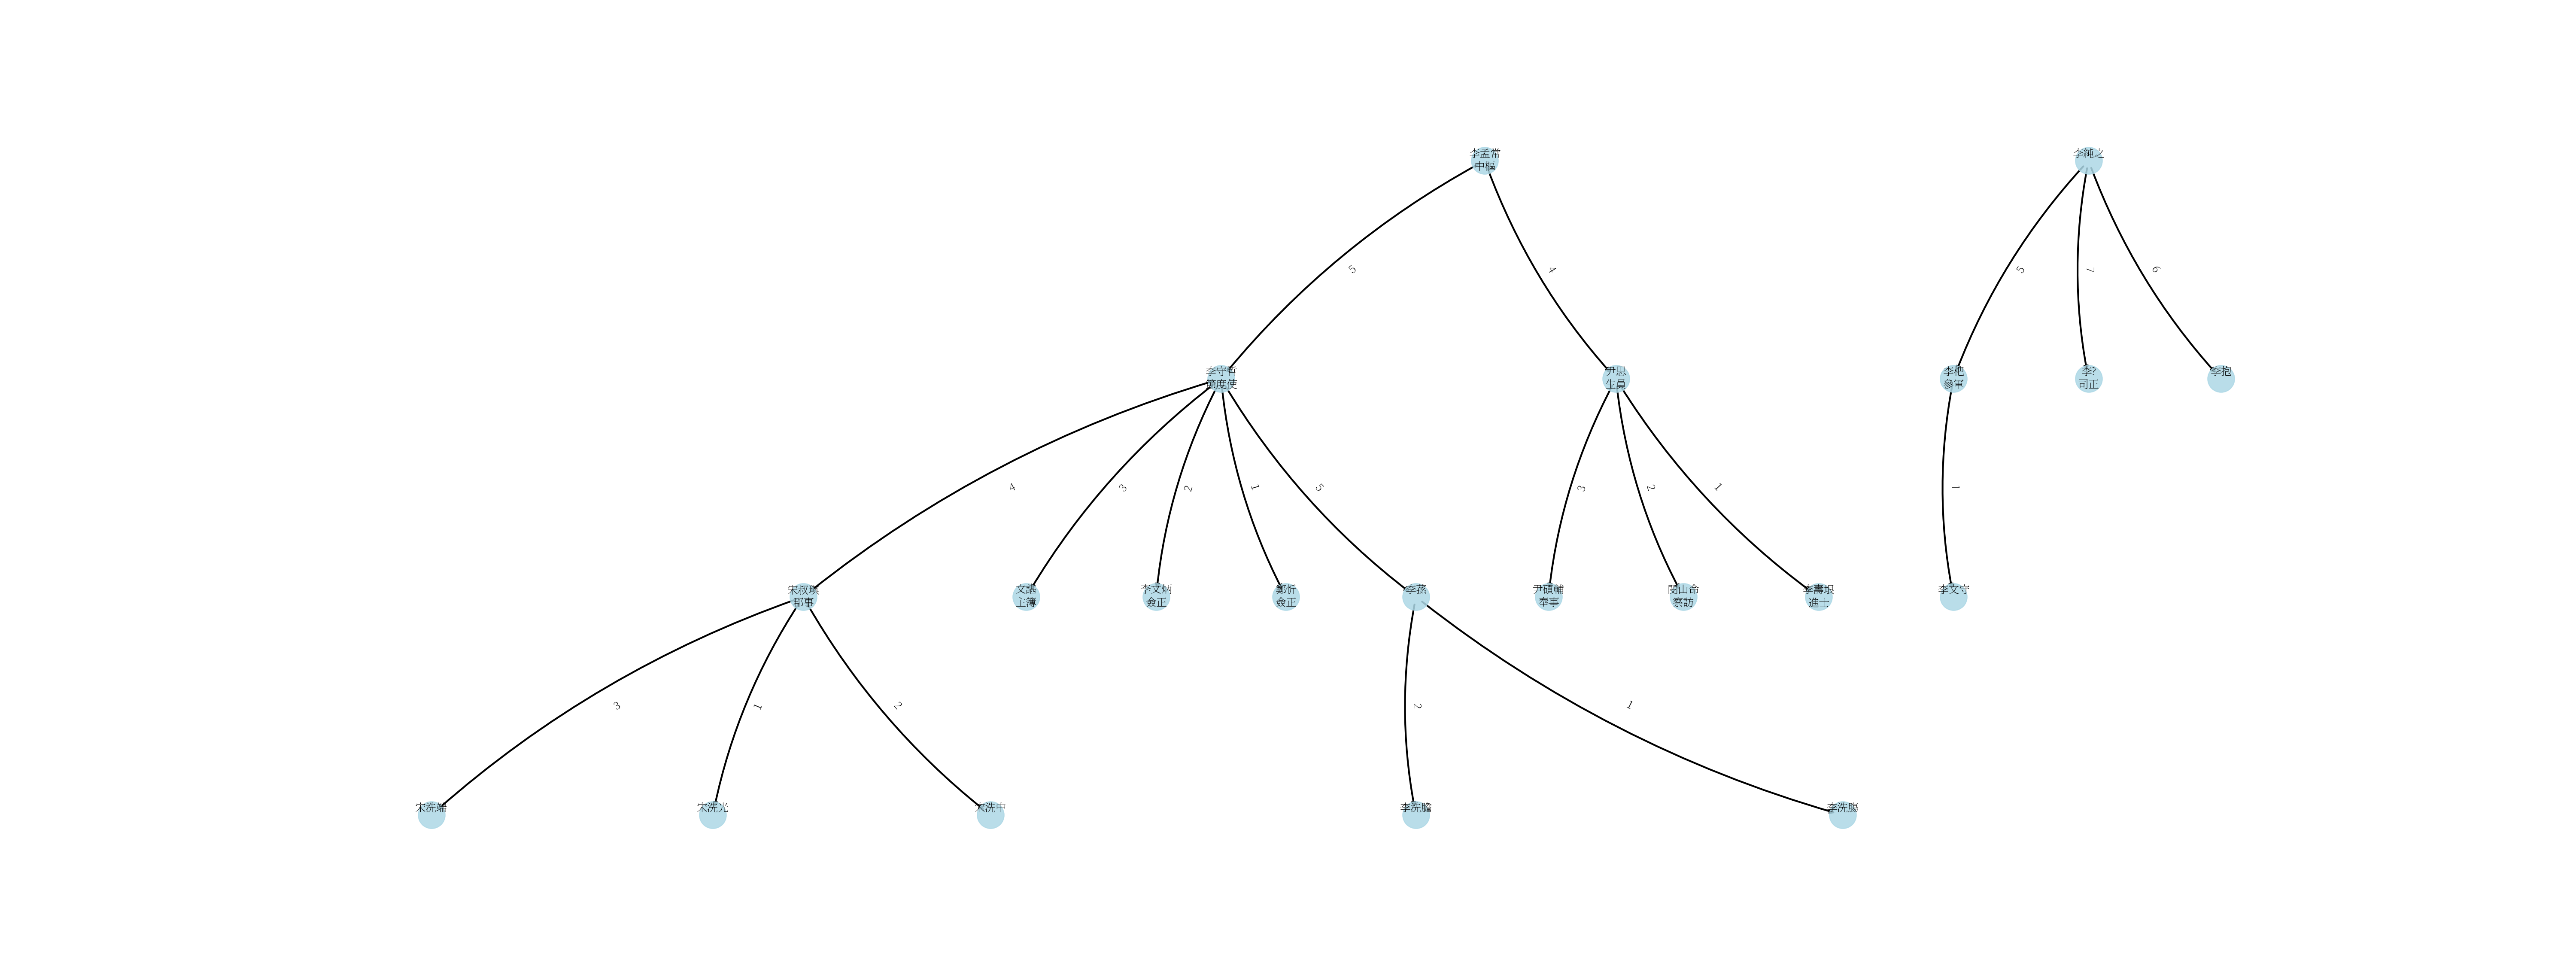 李孟常
中樞
李純之
5
4
5
7
6
李守哲
節度使
尹思
生員
李杷
參軍
李?
司正
李抱
4
3
2
1
5
3
2
1
1
宋叔琪
郡事
文諶
主簿
李文炳
僉正
鄭忻
僉正
李蓀
尹碩輔
奉事
閔山命
察訪
李壽垠
進士
李文守
3
1
2
2
1
宋洗端
宋洗光
宋洗中
李洗膽
李洗腸